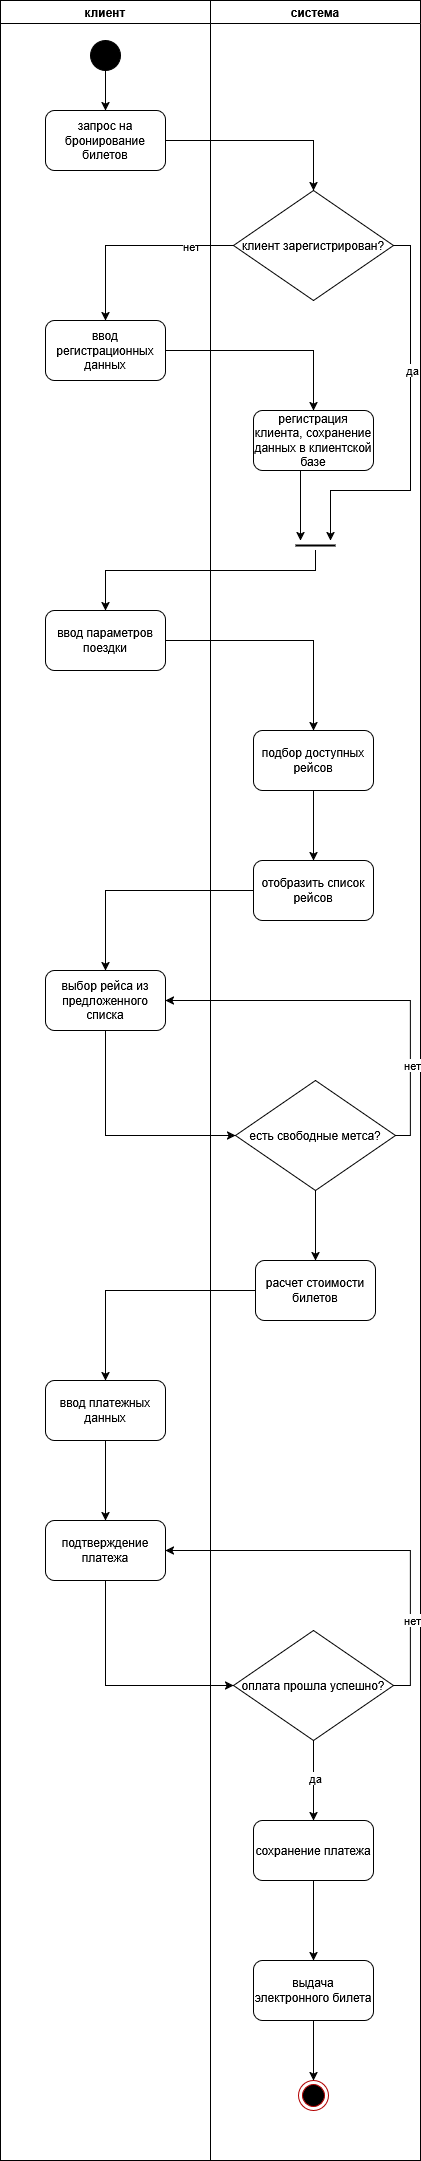 клиент
система
запрос на
бронирование
билетов
клиент зарегистрирован?
нет
ввод
регистрационных
данных
да
регистрация
клиента, сохранение
данных в клиентской
базе
ввод параметров
поездки
подбор доступных
рейсов
отобразить список
рейсов
выбор рейса из
предложенного
списка
нет
есть свободные метса?
расчет стоимости
билетов
ввод платежных
данных
подтверждение
платежа
нет
оплата прошла успешно?
да
сохранение платежа
выдача
электронного билета